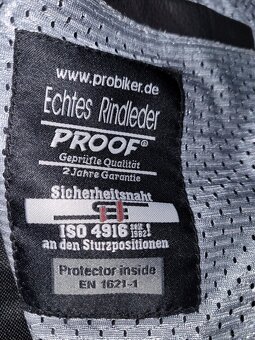 www.probiker.de
Echtes Rindleder
PROOF®
Geprüfte Qualität
2 Jahre Garantie
Sicherheitsnaht
ISO 4916
an den Sturzpositionen
Protector inside
EN 1621-1